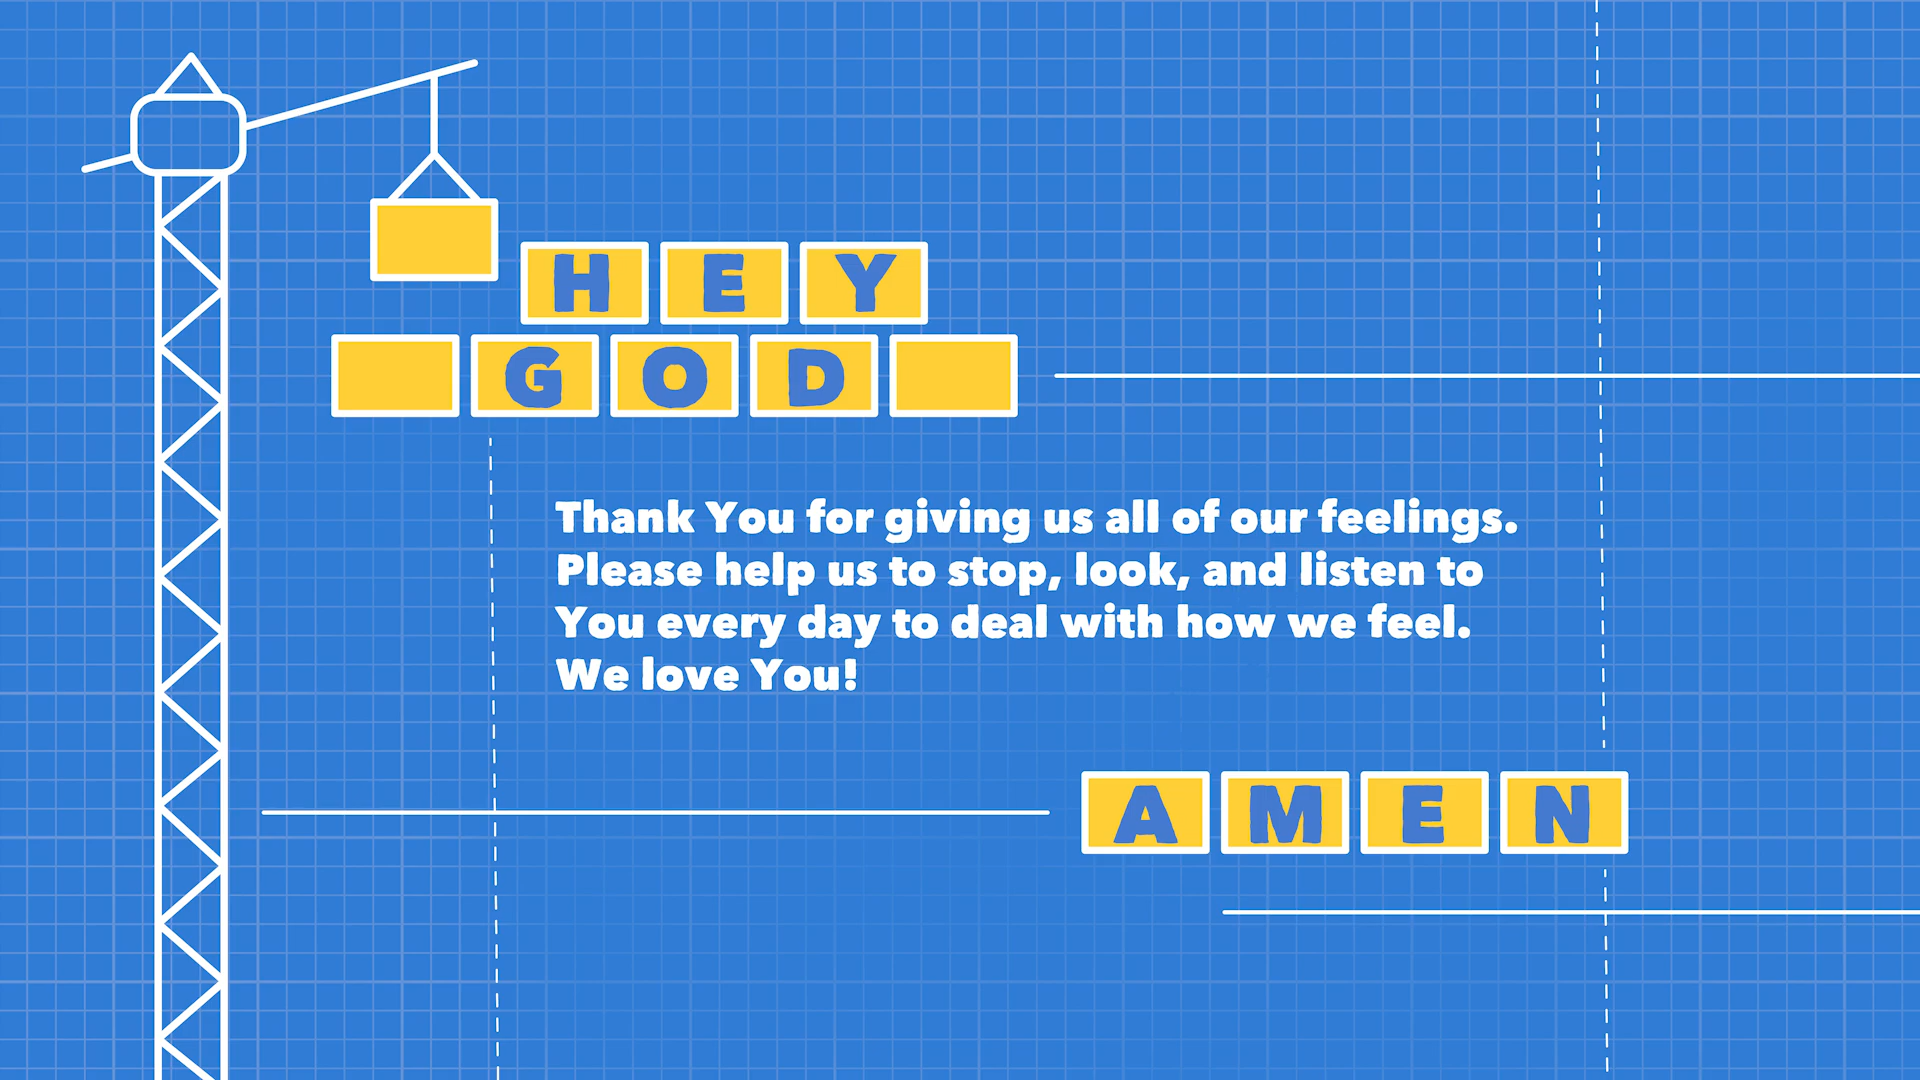 HEY
GOD
Thank You for giving us all of our feelings.
Please help us to stop, look, and listen to
You every day to deal with how we feel.
We love You!
AMEN